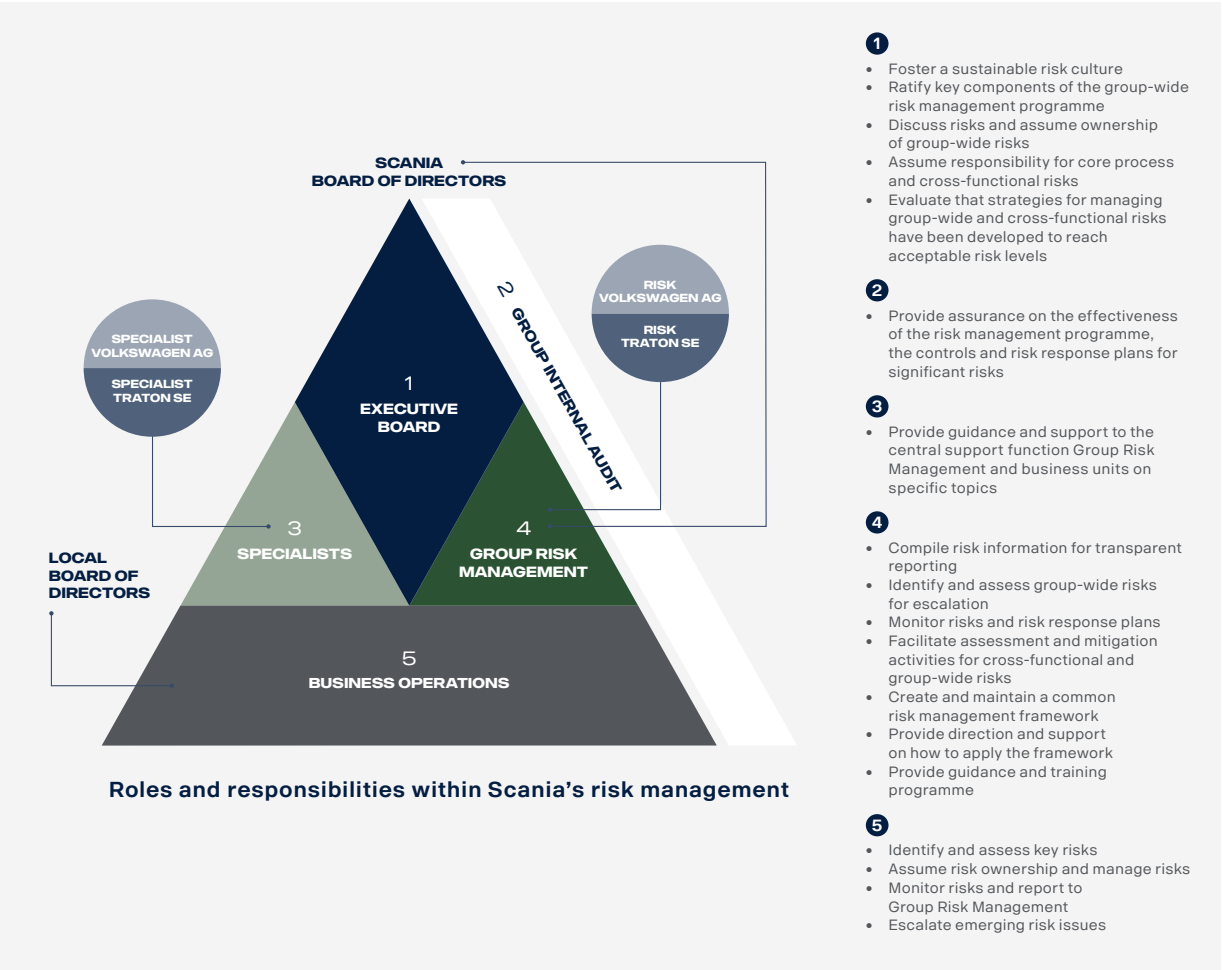 SCANIA
BOARD OF DIRECTORS
RISK
VOLKSWAGEN AG
RISK
TRATON SE
SPECIALIST
VOLKSWAGEN AG
SPECIALIST
TRATON SE
2 GROUP INTERNAL AUDIT
1
EXECUTIVE
BOARD
3
SPECIALISTS
4
GROUP RISK
MANAGEMENT
LOCAL
BOARD OF
DIRECTORS
5
BUSINESS OPERATIONS
Roles and responsibilities within Scania’s risk management
1
• Foster a sustainable risk culture
• Ratify key components of the group-wide
risk management programme
• Discuss risks and assume ownership
of group-wide risks
• Assume responsibility for core process
and cross-functional risks
• Evaluate that strategies for managing
group-wide and cross-functional risks
have been developed to reach
acceptable risk levels
2
• Provide assurance on the effectiveness
of the risk management programme,
the controls and risk response plans for
significant risks
3
• Provide guidance and support to the
central support function Group Risk
Management and business units on
specific topics
4
• Compile risk information for transparent
reporting
• Identify and assess group-wide risks
for escalation
• Monitor risks and risk response plans
• Facilitate assessment and mitigation
activities for cross-functional and
group-wide risks
• Create and maintain a common
risk management framework
• Provide direction and support
on how to apply the framework
• Provide guidance and training
programme
5
• Identify and assess key risks
• Assume risk ownership and manage risks
• Monitor risks and report to
Group Risk Management
• Escalate emerging risk issues